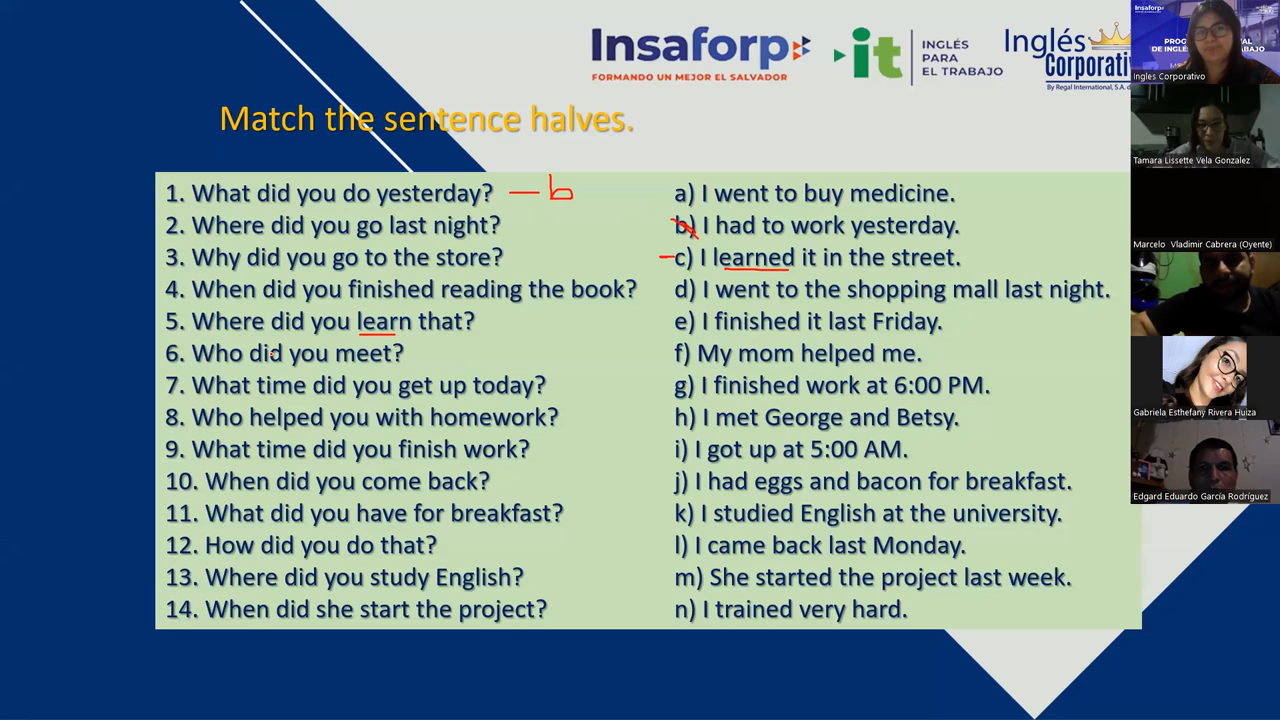 Insaforp
FORMANDO UN MEJOR EL SALVADOR
it
INGLÉS
PARA
EL TRABAJO
Inglés
Corporativ
By Regal International, S.A. d
Match the sentence halves.
1. What did you do yesterday? — b
2. Where did you go last night?
3. Why did you go to the store?
4. When did you finished reading the book?
5. Where did you learn that?
6. Who did you meet?
7. What time did you get up today?
8. Who helped you with homework?
9. What time did you finish work?
10. When did you come back?
11. What did you have for breakfast?
12. How did you do that?
13. Where did you study English?
14. When did she start the project?
a) I went to buy medicine.
b) I had to work yesterday.
c) I learned it in the street.
d) I went to the shopping mall last night.
e) I finished it last Friday.
f) My mom helped me.
g) I finished work at 6:00 PM.
h) I met George and Betsy.
i) I got up at 5:00 AM.
j) I had eggs and bacon for breakfast.
k) I studied English at the university.
l) I came back last Monday.
m) She started the project last week.
n) I trained very hard.
Insaforp
Ingles Corporativo
Tamara Lissette Vela Gonzalez
Marcelo Vladimir Cabrera (Oyente)
Gabriela Esthefany Rivera Huiza
Edgard Eduardo García Rodríguez